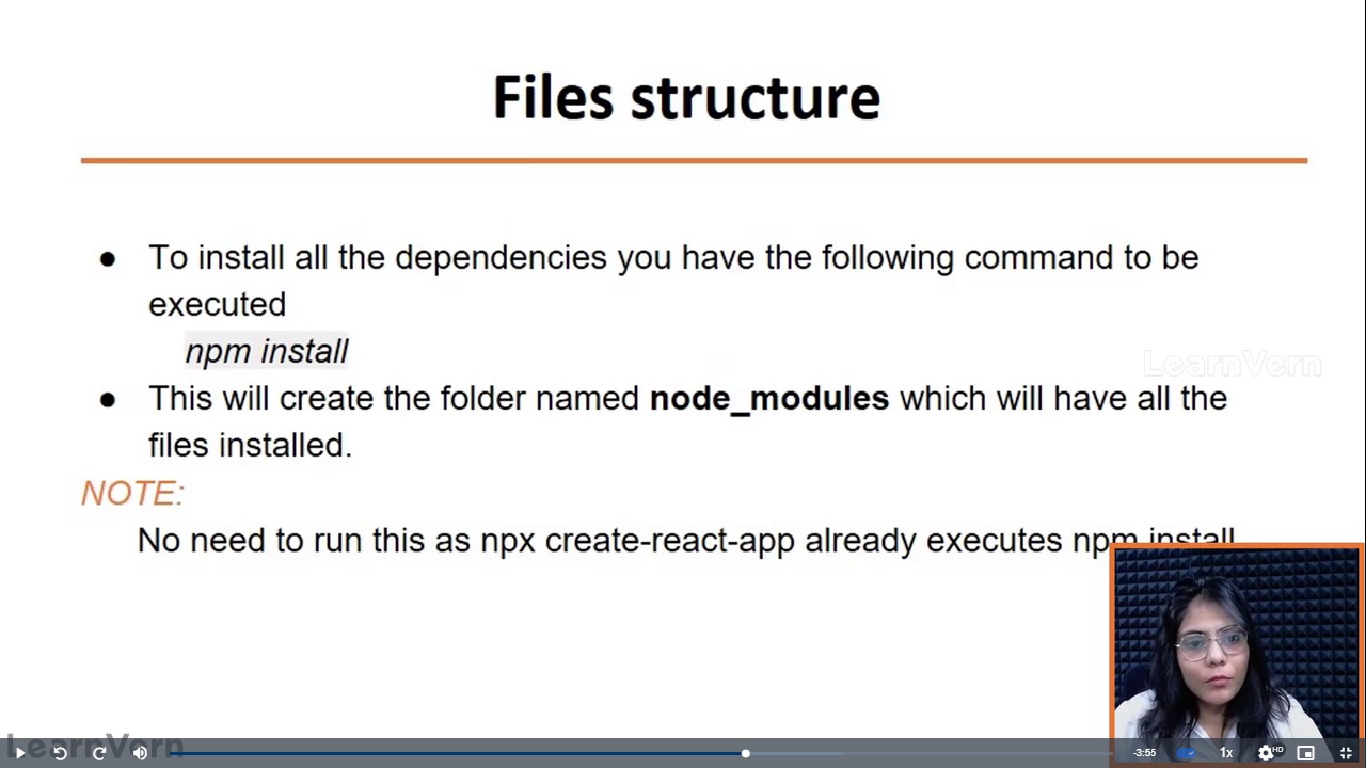 Files structure
● To install all the dependencies you have the following command to be
executed
npm install
LearnVern
● This will create the folder named node_modules which will have all the
files installed.
NOTE:
No need to run this as npx create-react-app already executes npm install
LearnVern
-3:55
1x
HD